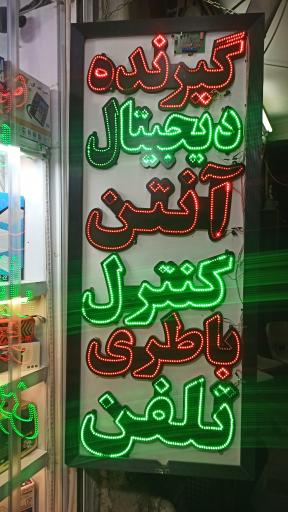 گیرنده
دیجیتال
آنتن
کنترل
باطری
تلفن